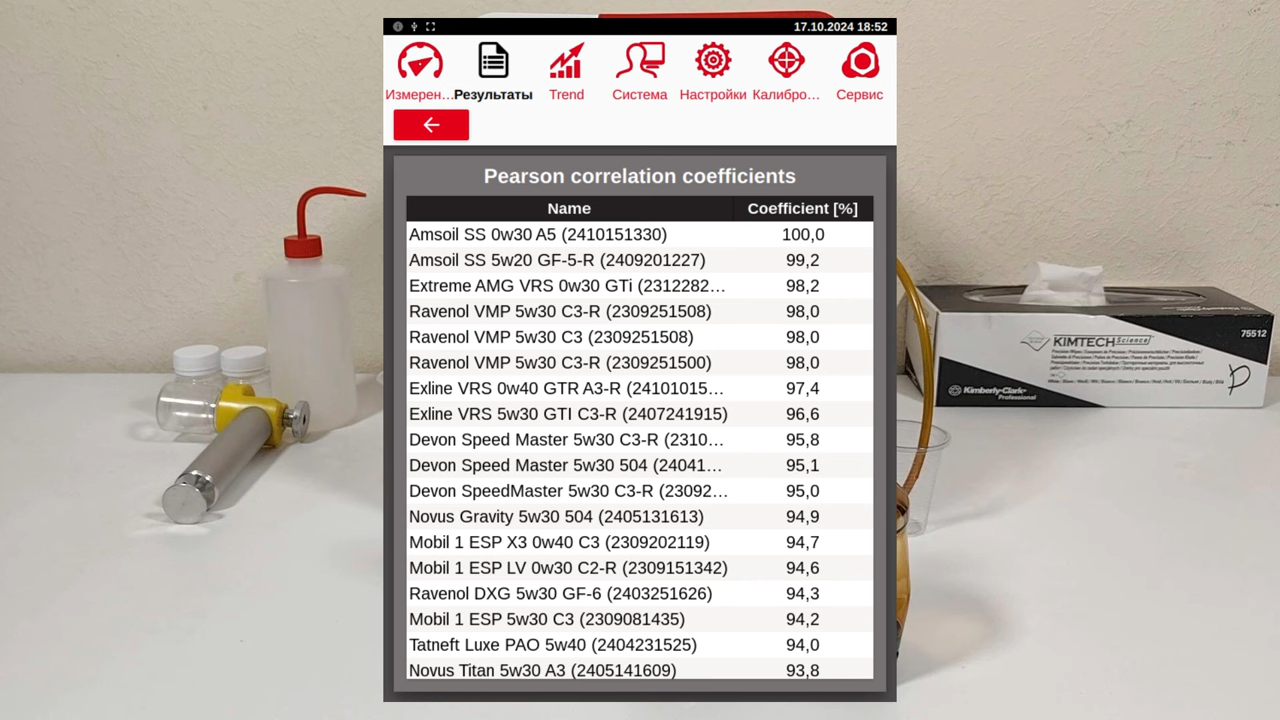 17.10.2024 18:52
Измерен...
Результаты
Trend
Система
Настройки
Калибро...
Сервис
Pearson correlation coefficients
Name Coefficient [%]
Amsoil SS 0w30 A5 (2410151330) 100,0
Amsoil SS 5w20 GF-5-R (2409201227) 99,2
Extreme AMG VRS 0w30 GTi (2312282... 98,2
Ravenol VMP 5w30 C3-R (2309251508) 98,0
Ravenol VMP 5w30 C3 (2309251508) 98,0
Ravenol VMP 5w30 C3-R (2309251500) 98,0
Exline VRS 0w40 GTR A3-R (24101015... 97,4
Exline VRS 5w30 GTI C3-R (2407241915) 96,6
Devon Speed Master 5w30 C3-R (2310... 95,8
Devon Speed Master 5w30 504 (24041... 95,1
Devon SpeedMaster 5w30 C3-R (23092... 95,0
Novus Gravity 5w30 504 (2405131613) 94,9
Mobil 1 ESP X3 0w40 C3 (2309202119) 94,7
Mobil 1 ESP LV 0w30 C2-R (2309151342) 94,6
Ravenol DXG 5w30 GF-6 (2403251626) 94,3
Mobil 1 ESP 5w30 C3 (2309081435) 94,2
Tatneft Luxe PAO 5w40 (2404231525) 94,0
Novus Titan 5w30 A3 (2405141609) 93,8
75512
KIMTECH Science
Kimberly-Clark
Professional
P